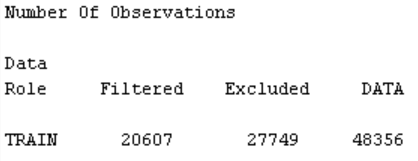 Number Of Observations
Data
Role Filtered Excluded DATA
TRAIN 20607 27749 48356